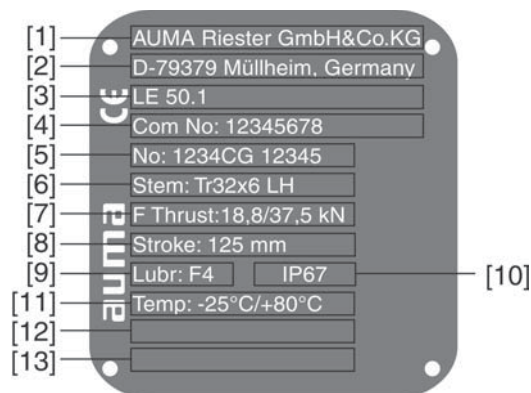 [1] AUMA Riester GmbH&Co.KG
[2] D-79379 Müllheim, Germany
[3] LE 50.1
[4] Com No: 12345678
[5] No: 1234CG 12345
[6] Stem: Tr32x6 LH
[7] F Thrust:18,8/37,5 kN
[8] Stroke: 125 mm
[9] Lubr: F4 IP67 [10]
[11] Temp: -25°C/+80°C
[12]
[13]
CE
auma